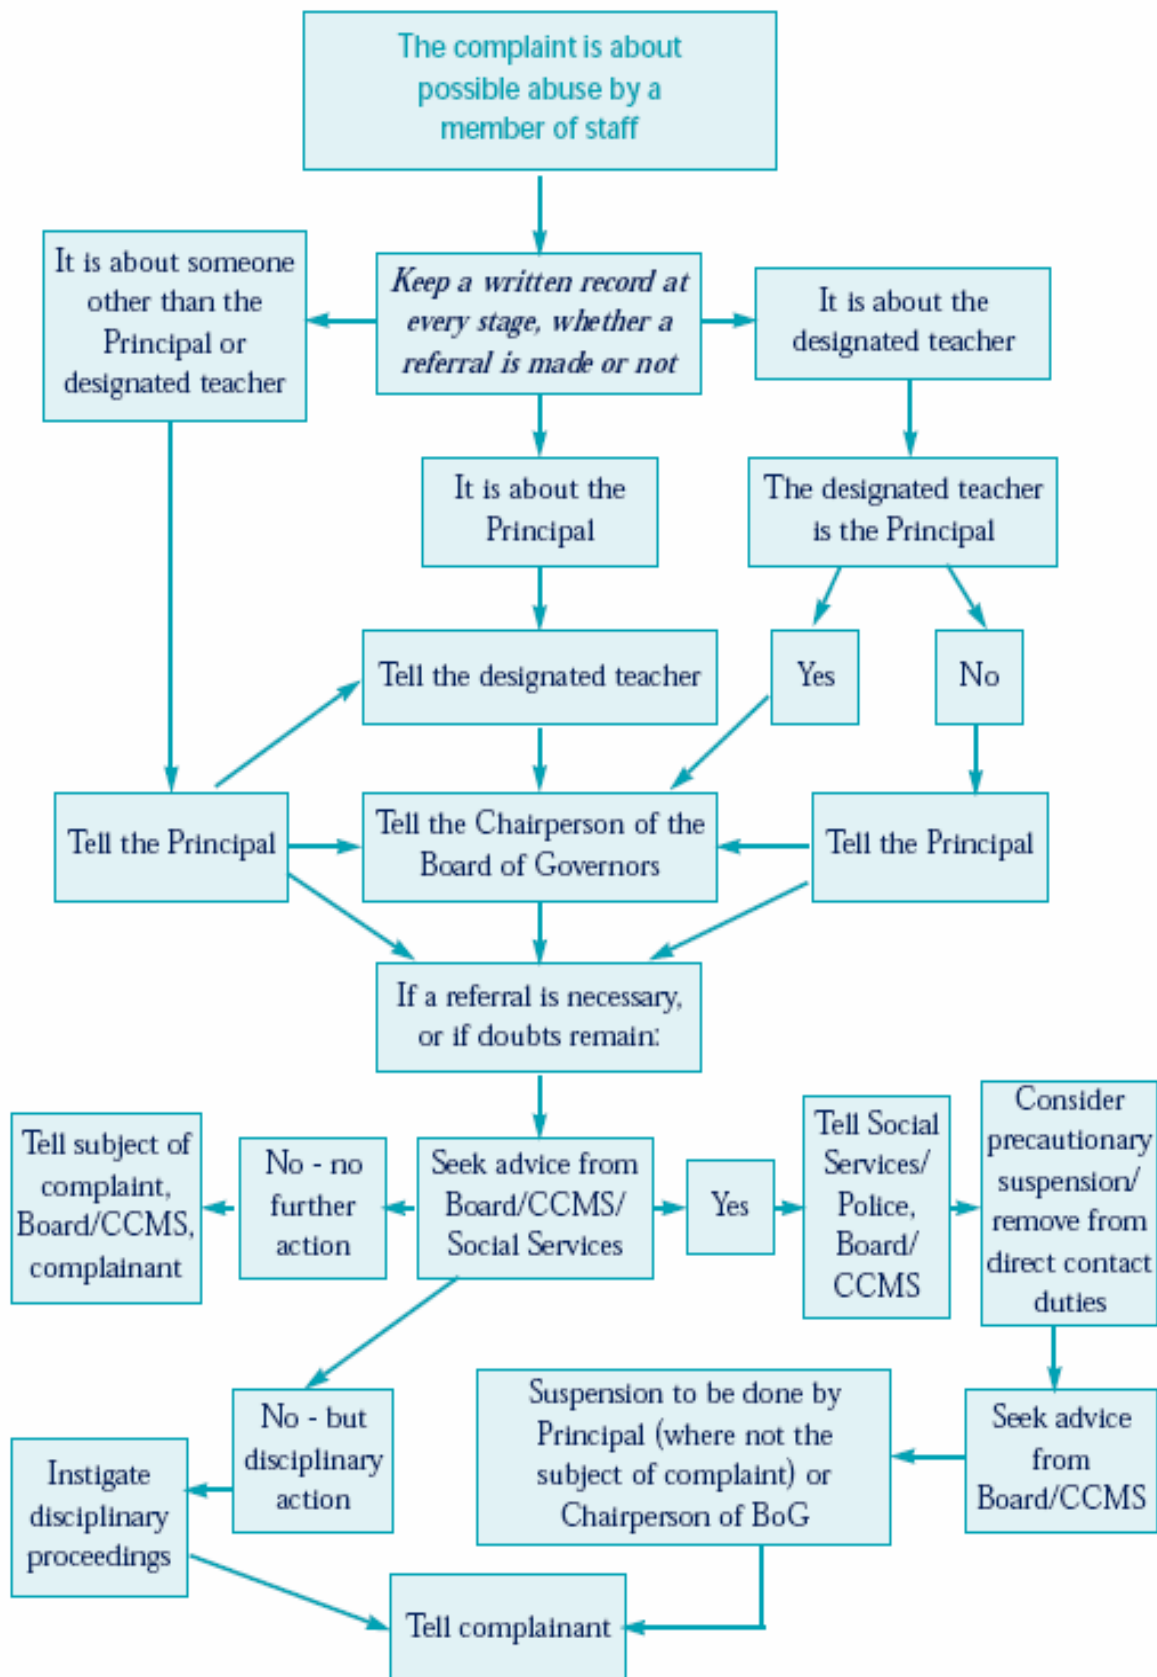 The complaint is about
possible abuse by a
member of staff
It is about someone
other than the
Principal or
designated teacher
Keep a written record at
every stage, whether a
referral is made or not
It is about the
designated teacher
It is about the
Principal
The designated teacher
is the Principal
Tell the designated teacher
Yes
No
Tell the Principal
Tell the Chairperson of the
Board of Governors
Tell the Principal
If a referral is necessary,
or if doubts remain:
Tell subject of
complaint,
Board/CCMS,
complainant
No - no
further
action
Seek advice from
Board/CCMS/
Social Services
Yes
Tell Social
Services/
Police,
Board/
CCMS
Consider
precautionary
suspension/
remove from
direct contact
duties
Instigate
disciplinary
proceedings
No - but
disciplinary
action
Suspension to be done by
Principal (where not the
subject of complaint) or
Chairperson of BoG
Seek advice
from
Board/CCMS
Tell complainant